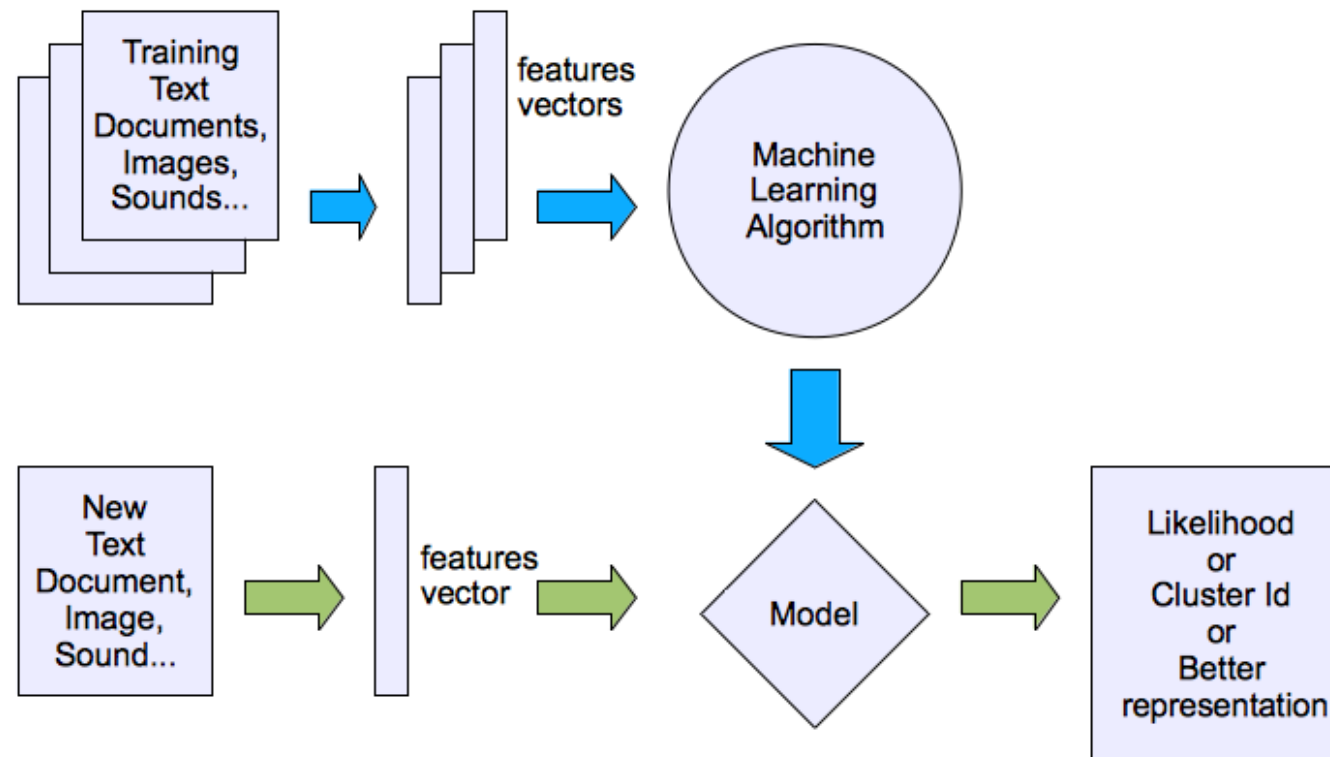 Training
Text
Documents,
Images,
Sounds...
features
vectors
Machine
Learning
Algorithm
New
Text
Document,
Image,
Sound...
features
vector
Model
Likelihood
or
Cluster Id
or
Better
representation